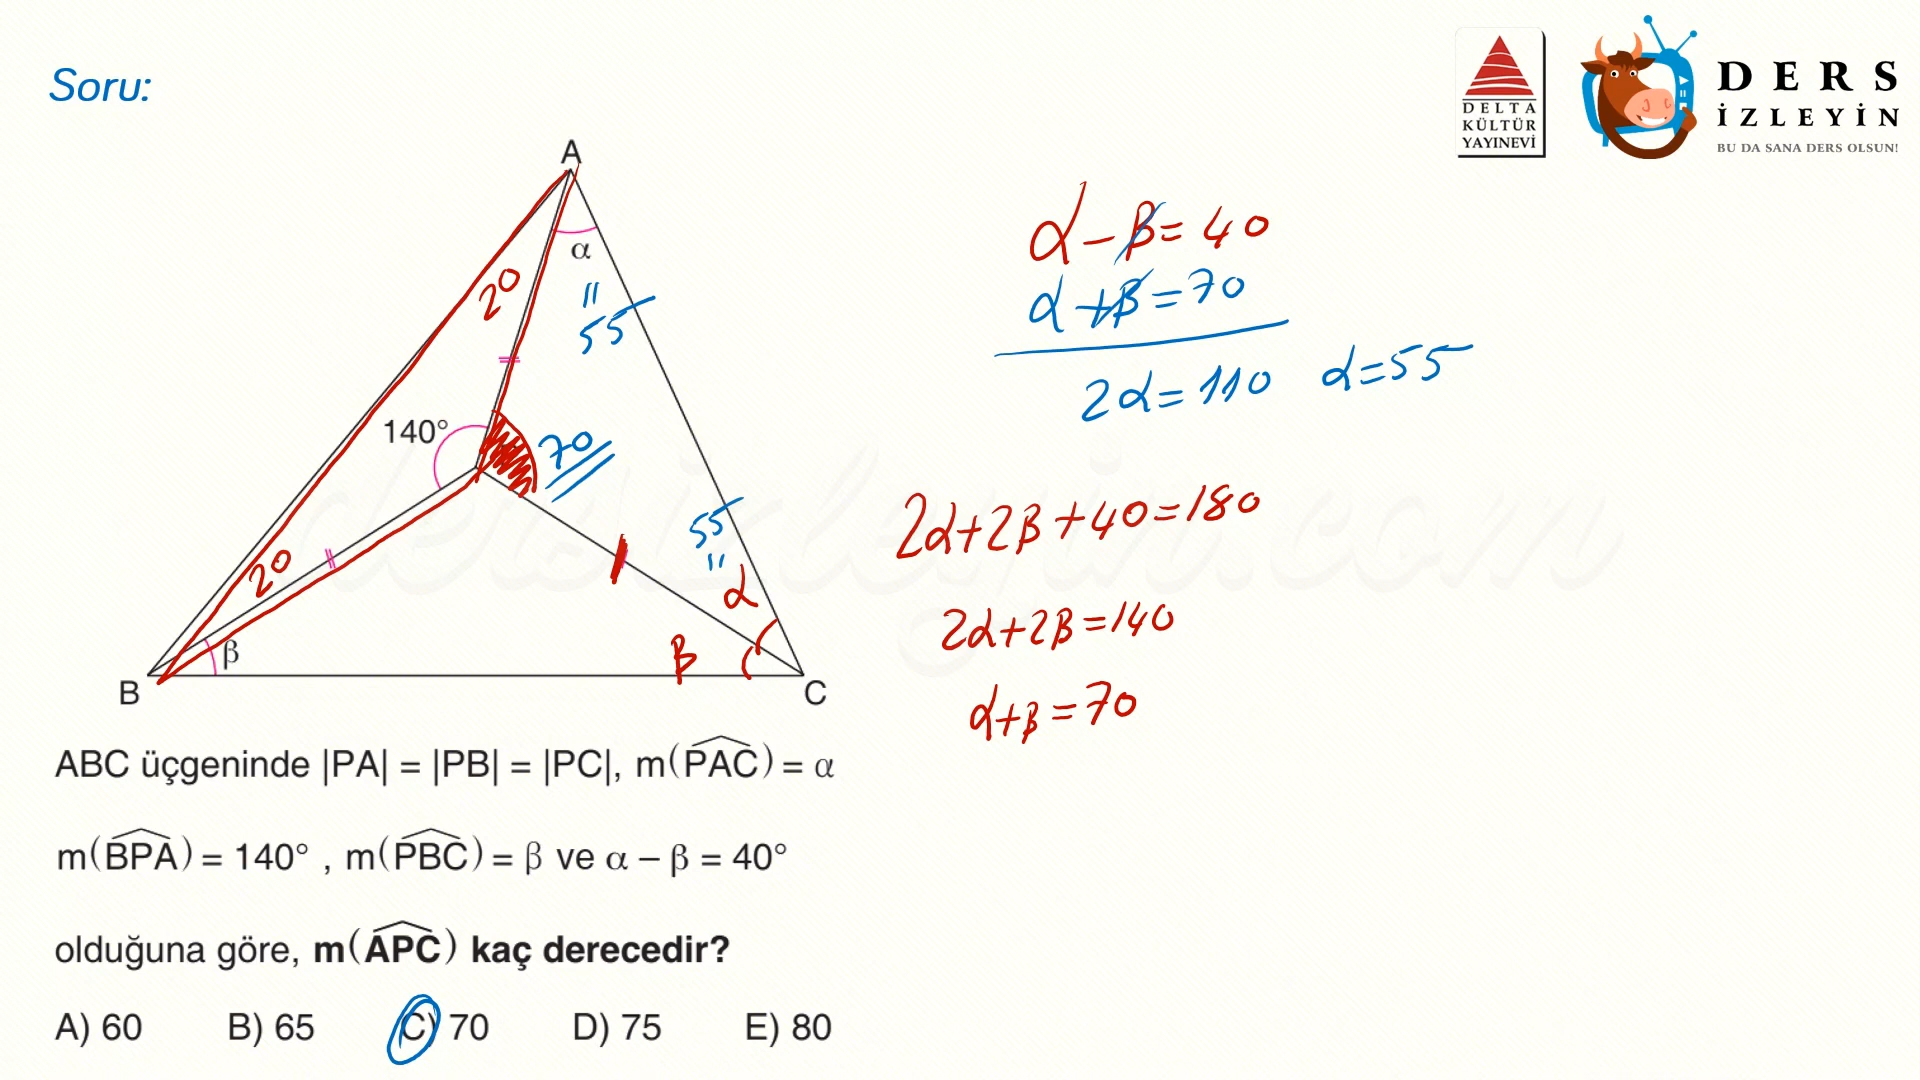 Soru:
DELTA
KÜLTÜR
YAYINEVİ
DERS
İZLEYİN
BU DA SANA DERS OLSUN!
A
α
20
= 55
140°
70
55 =
α
20
β
β
B
C
α - β = 40
α + β = 70
2α = 110 α = 55
2α + 2β + 40 = 180
2α + 2β = 140
α + β = 70
dersizleyin.com
ABC üçgeninde |PA| = |PB| = |PC|, m(PAC) = α
m(BPA) = 140° , m(PBC) = β ve α – β = 40°
olduğuna göre, m(APC) kaç derecedir?
A) 60 B) 65 C) 70 D) 75 E) 80